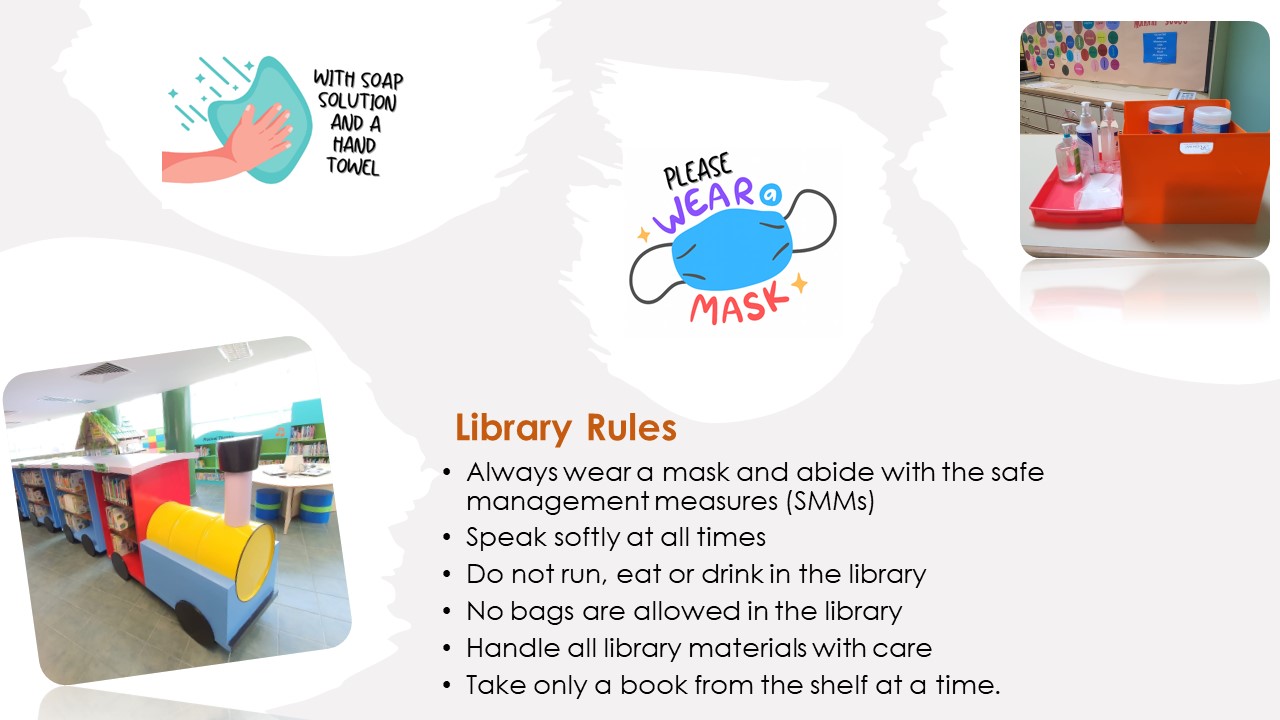 WITH SOAP
SOLUTION
AND A
HAND
TOWEL
PLEASE
WEAR a
MASK
Library Rules
• Always wear a mask and abide with the safe
management measures (SMMs)
• Speak softly at all times
• Do not run, eat or drink in the library
• No bags are allowed in the library
• Handle all library materials with care
• Take only a book from the shelf at a time.